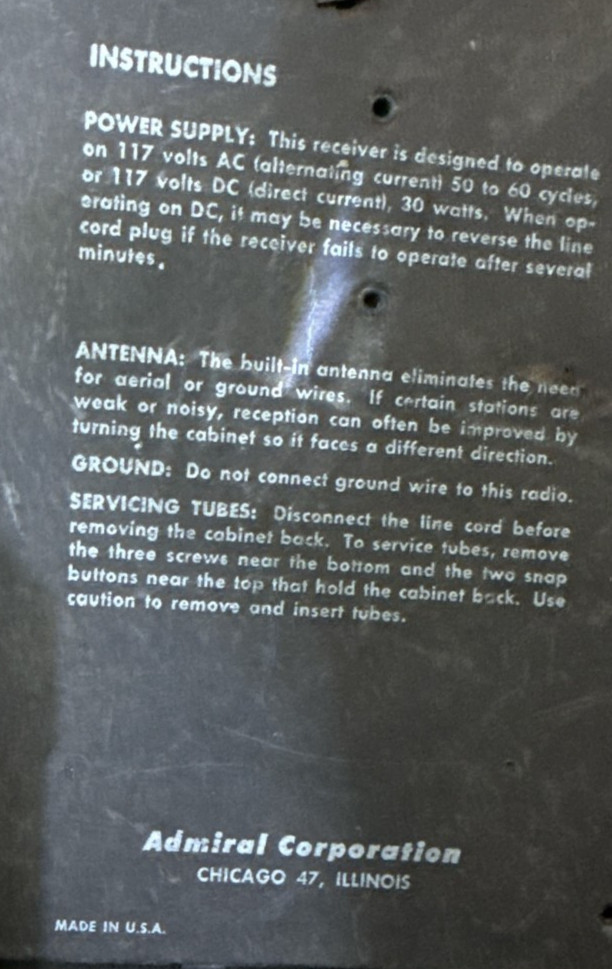 INSTRUCTIONS
POWER SUPPLY: This receiver is designed to operate
on 117 volts AC (alternating current) 50 to 60 cycles,
or 117 volts DC (direct current), 30 watts. When op-
erating on DC, it may be necessary to reverse the line
cord plug if the receiver fails to operate after several
minutes.
ANTENNA: The built-in antenna eliminates the need
for aerial or ground wires. If certain stations are
weak or noisy, reception can often be improved by
turning the cabinet so it faces a different direction.
GROUND: Do not connect ground wire to this radio.
SERVICING TUBES: Disconnect the line cord before
removing the cabinet back. To service tubes, remove
the three screws near the bottom and the two snap
buttons near the top that hold the cabinet back. Use
caution to remove and insert tubes.
Admiral Corporation
CHICAGO 47, ILLINOIS
MADE IN U.S.A.